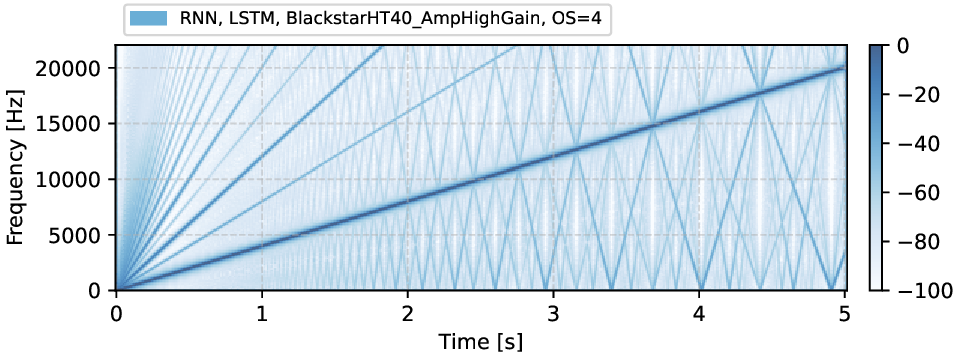 RNN, LSTM, BlackstarHT40_AmpHighGain, OS=4
Frequency [Hz]
20000
15000
10000
5000
0
0 1 2 3 4 5
Time [s]
0
−20
−40
−60
−80
−100